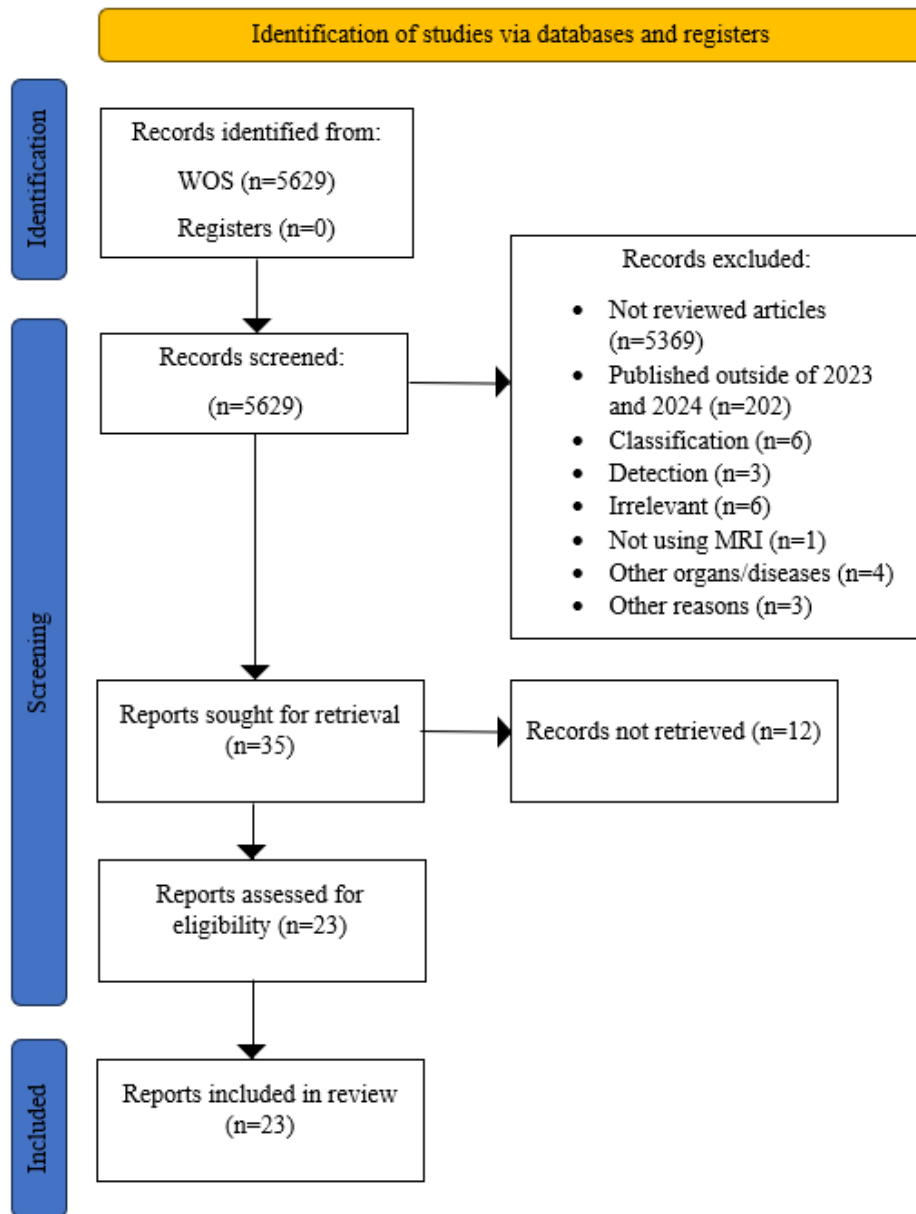 Identification of studies via databases and registers
Identification
Records identified from:
WOS (n=5629)
Registers (n=0)
Screening
Records screened:
(n=5629)
Records excluded:
• Not reviewed articles
(n=5369)
• Published outside of 2023
and 2024 (n=202)
• Classification (n=6)
• Detection (n=3)
• Irrelevant (n=6)
• Not using MRI (n=1)
• Other organs/diseases (n=4)
• Other reasons (n=3)
Reports sought for retrieval
(n=35)
Records not retrieved (n=12)
Reports assessed for
eligibility (n=23)
Included
Reports included in review
(n=23)